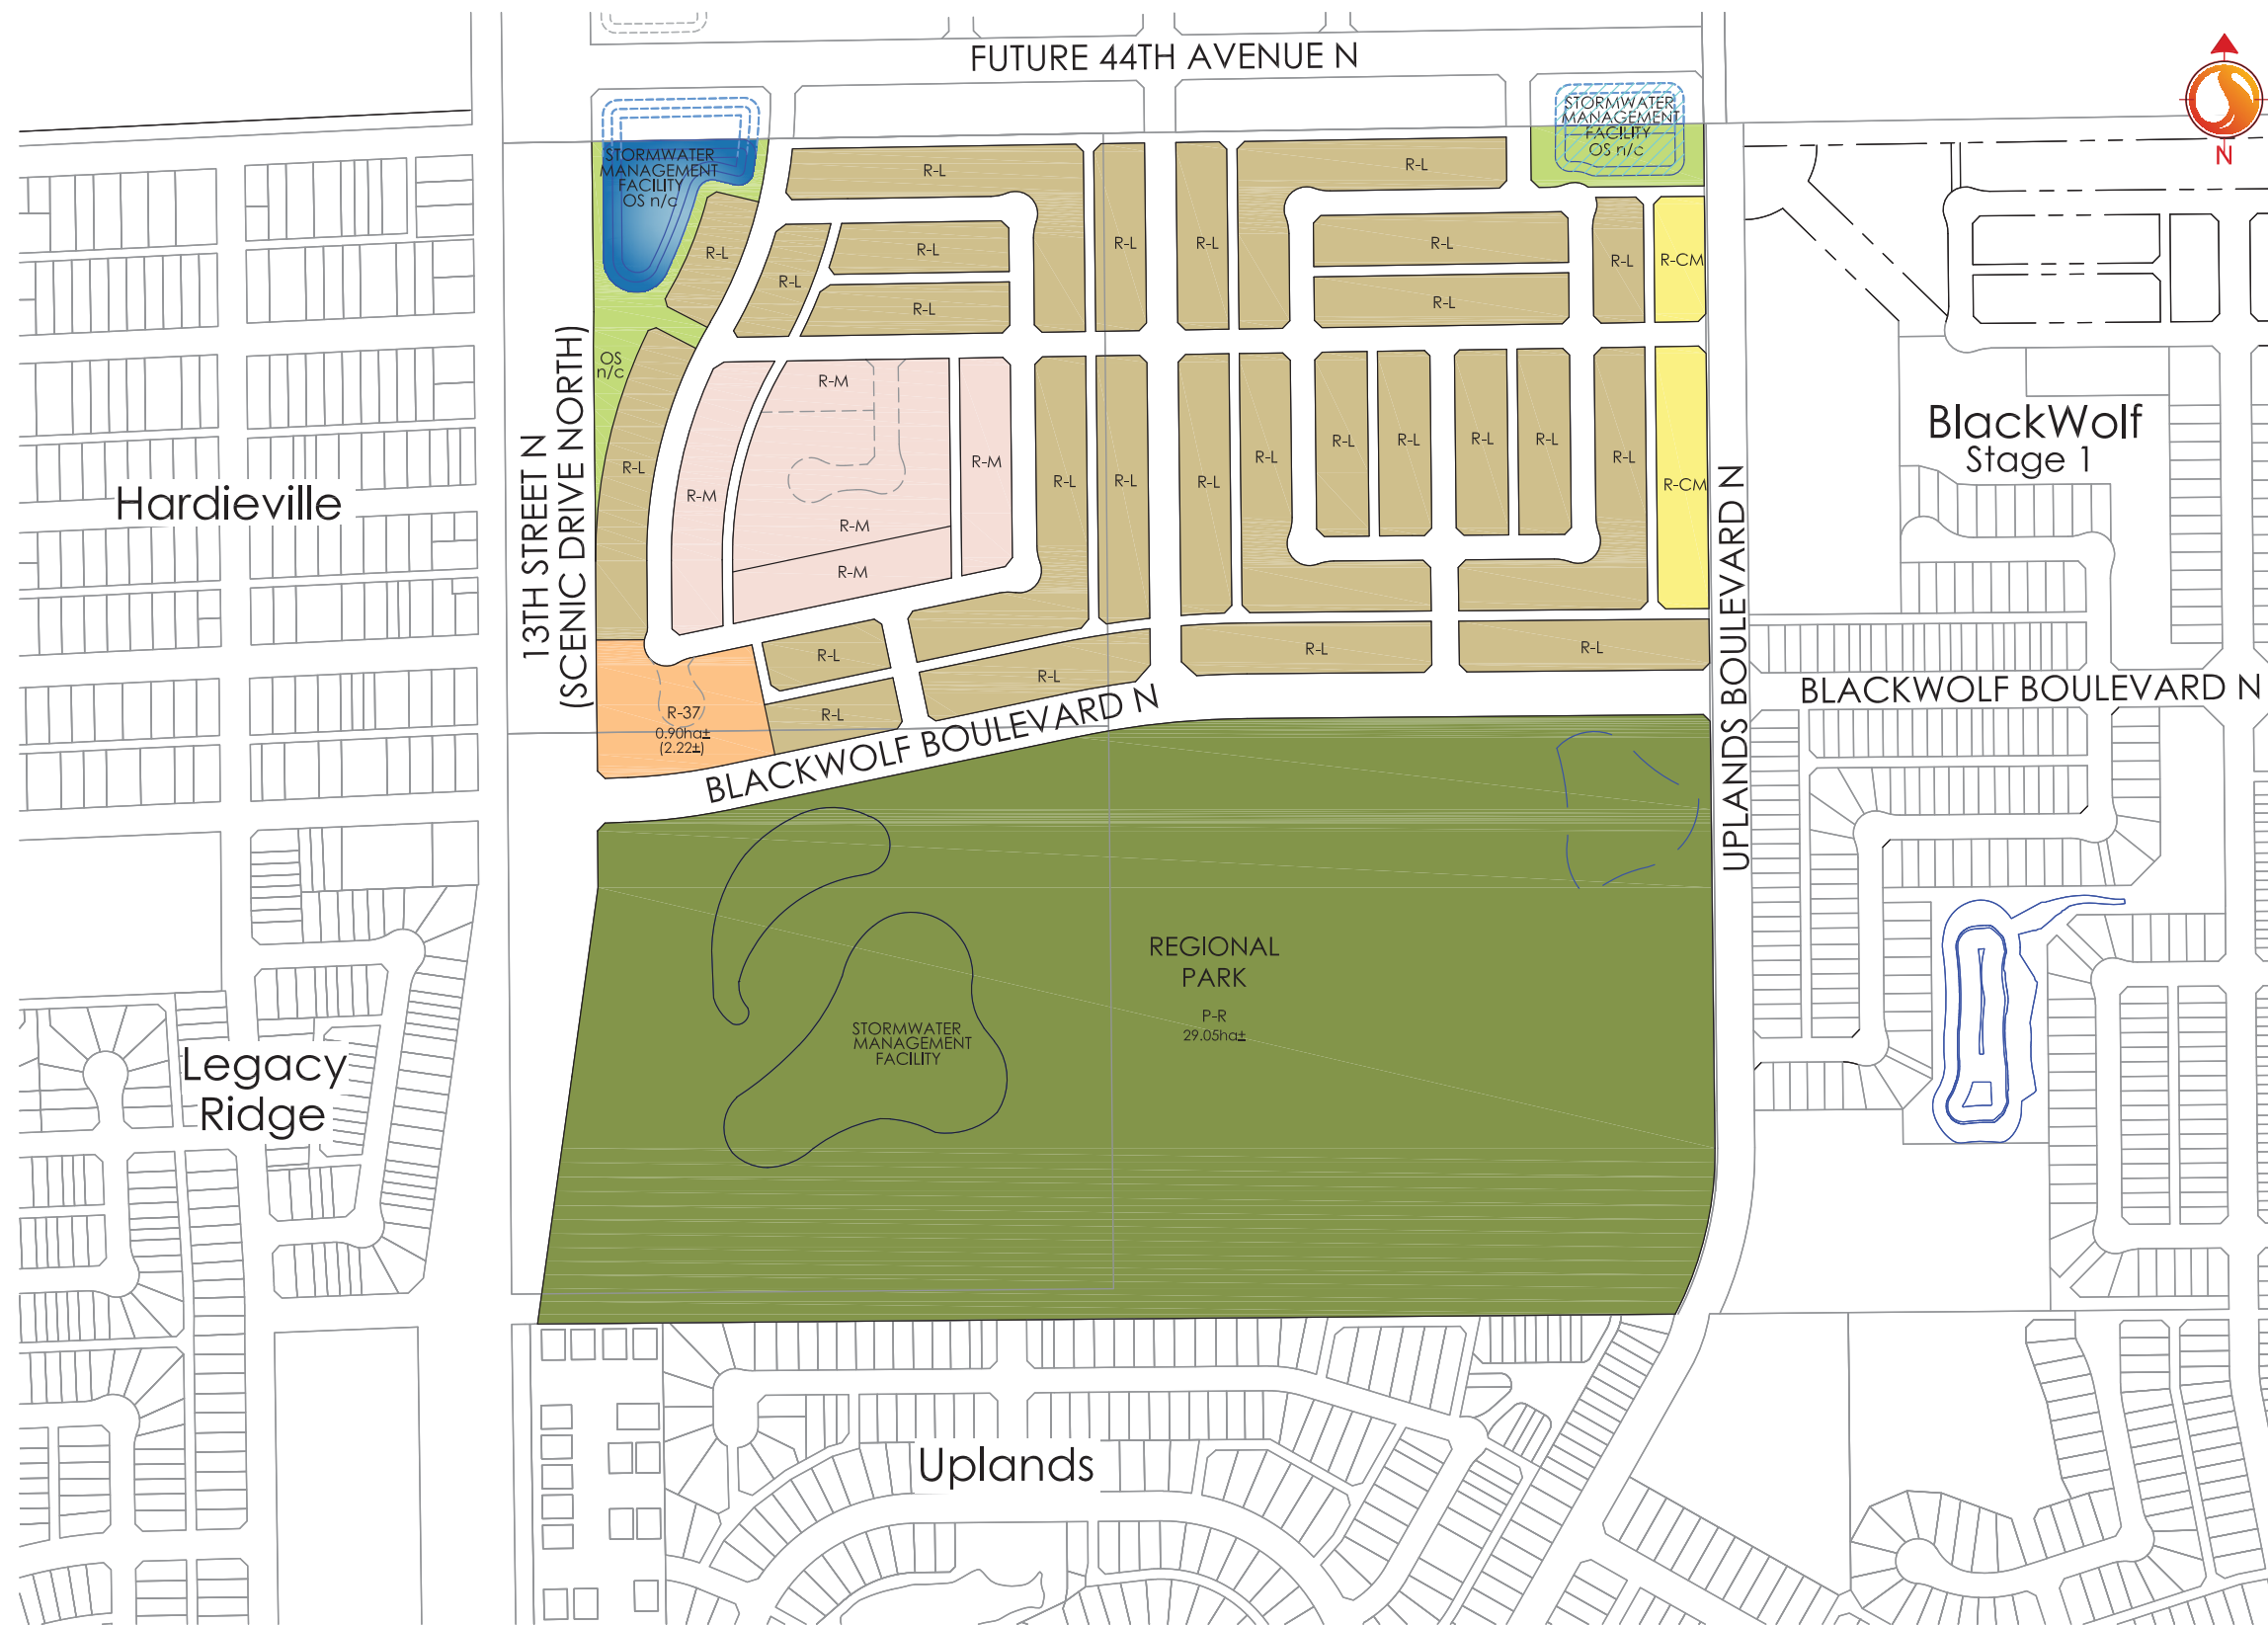 FUTURE 44TH AVENUE N
STORMWATER
MANAGEMENT
FACILITY
OS n/c
STORMWATER
MANAGEMENT
FACILITY
OS n/c
N
R-L
R-L
R-L
R-L
R-L
R-L
R-L
R-L
R-L
R-L
R-L
R-L
R-CM
OS
n/c
13TH STREET N
(SCENIC DRIVE NORTH)
R-L
R-M
R-M
R-M
R-M
R-M
R-L
R-L
R-L
R-L
R-L
R-L
R-L
R-L
R-L
R-CM
Hardieville
BlackWolf
Stage 1
UPLANDS BOULEVARD N
R-L
R-L
R-L
R-L
R-L
R-37
0.90ha±
(2.22±)
BLACKWOLF BOULEVARD N
BLACKWOLF BOULEVARD N
REGIONAL
PARK
P-R
29.05ha±
STORMWATER
MANAGEMENT
FACILITY
Legacy
Ridge
Uplands